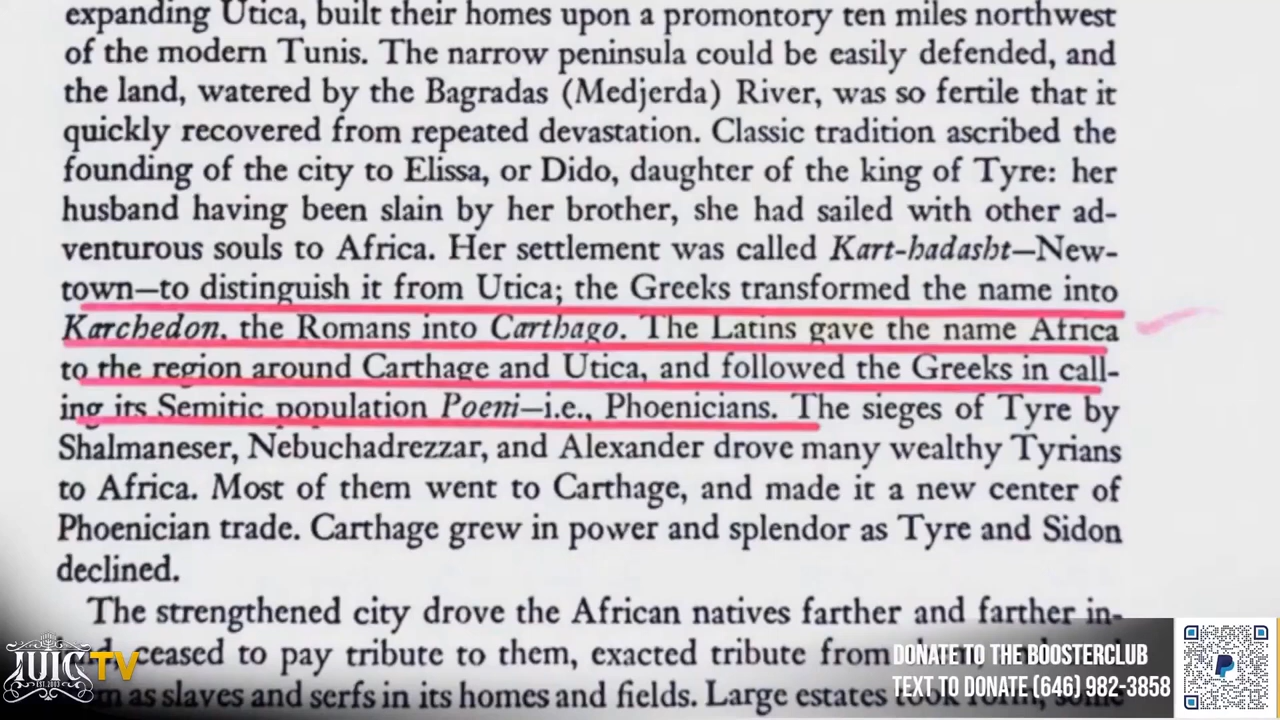 expanding Utica, built their homes upon a promontory ten miles northwest
of the modern Tunis. The narrow peninsula could be easily defended, and
the land, watered by the Bagradas (Medjerda) River, was so fertile that it
quickly recovered from repeated devastation. Classic tradition ascribed the
founding of the city to Elissa, or Dido, daughter of the king of Tyre: her
husband having been slain by her brother, she had sailed with other ad-
venturous souls to Africa. Her settlement was called Kart-hadasht—New-
town—to distinguish it from Utica; the Greeks transformed the name into
Karchedon, the Romans into Carthago. The Latins gave the name Africa
to the region around Carthage and Utica, and followed the Greeks in call-
ing its Semitic population Poeni—i.e., Phoenicians. The sieges of Tyre by
Shalmaneser, Nebuchadrezzar, and Alexander drove many wealthy Tyrians
to Africa. Most of them went to Carthage, and made it a new center of
Phoenician trade. Carthage grew in power and splendor as Tyre and Sidon
declined.
The strengthened city drove the African natives farther and farther in-
ceased to pay tribute to them, exacted tribute from
as slaves and serfs in its homes and fields. Large estates took form, some
IUIC TV
EST. 2003
DONATE TO THE BOOSTERCLUB
TEXT TO DONATE (646) 982-3858